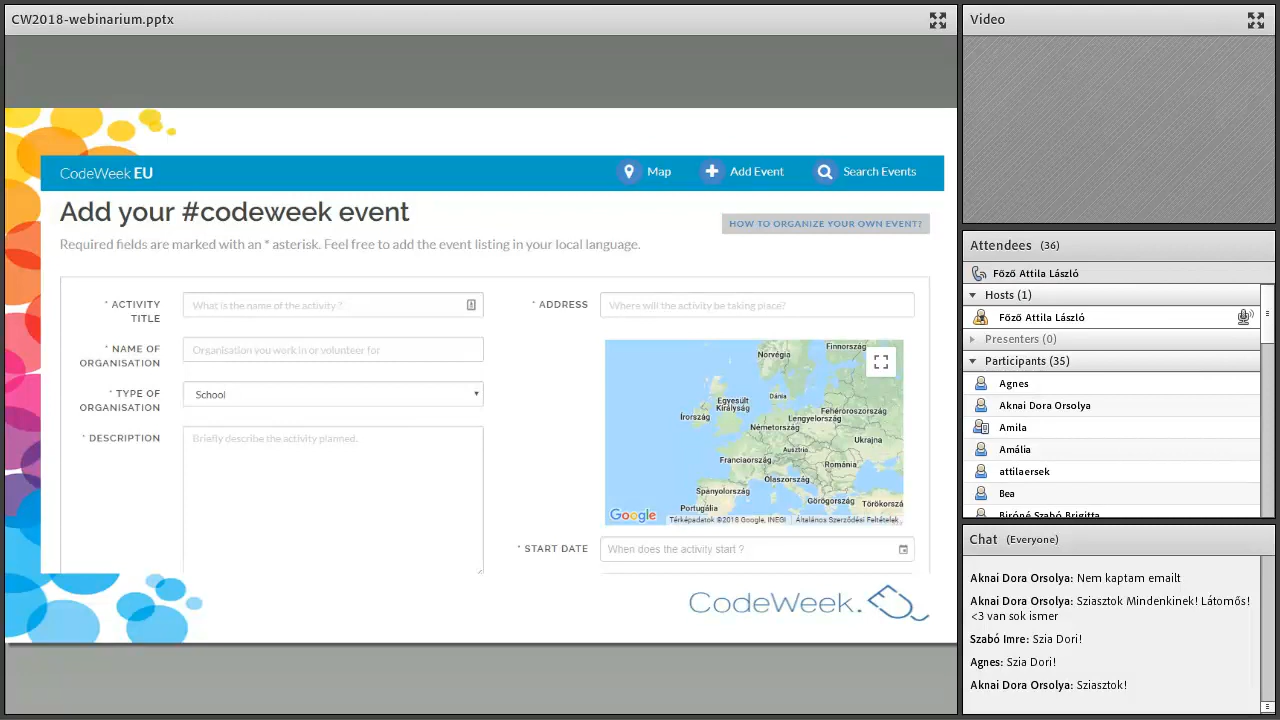 CW2018-webinarium.pptx
CodeWeek EU
Map
Add Event
Search Events
Add your #codeweek event
HOW TO ORGANIZE YOUR OWN EVENT?
Required fields are marked with an * asterisk. Feel free to add the event listing in your local language.
* ACTIVITY
TITLE
What is the name of the activity ?
* NAME OF
ORGANISATION
Organisation you work in or volunteer for
* TYPE OF
ORGANISATION
School
* DESCRIPTION
Briefly describe the activity planned.
* ADDRESS
Where will the activity be taking place?
Norvégia
Finnország
Dánia
Egyesült
Királyság
Írország
Lengyelország
Fehéroroszország
Németország
Ukrajna
Ausztria
Franciaország
Románia
Olaszország
Spanyolország
Görögország
Törökorszá
Portugália
Google
Térképadatok ©2018 Google, INEGI
Általános Szerződési Feltételek
* START DATE
When does the activity start ?
CodeWeek.
Video
Attendees (36)
Főző Attila László
Hosts (1)
Főző Attila László
Presenters (0)
Participants (35)
Agnes
Aknai Dora Orsolya
Amila
Amália
attilaersek
Bea
Biróné Szabó Brigitta
Chat (Everyone)
Aknai Dora Orsolya: Nem kaptam emailt
Aknai Dora Orsolya: Sziasztok Mindenkinek! Látomős!
<3 van sok ismer
Szabó Imre: Szia Dori!
Agnes: Szia Dori!
Aknai Dora Orsolya: Sziasztok!